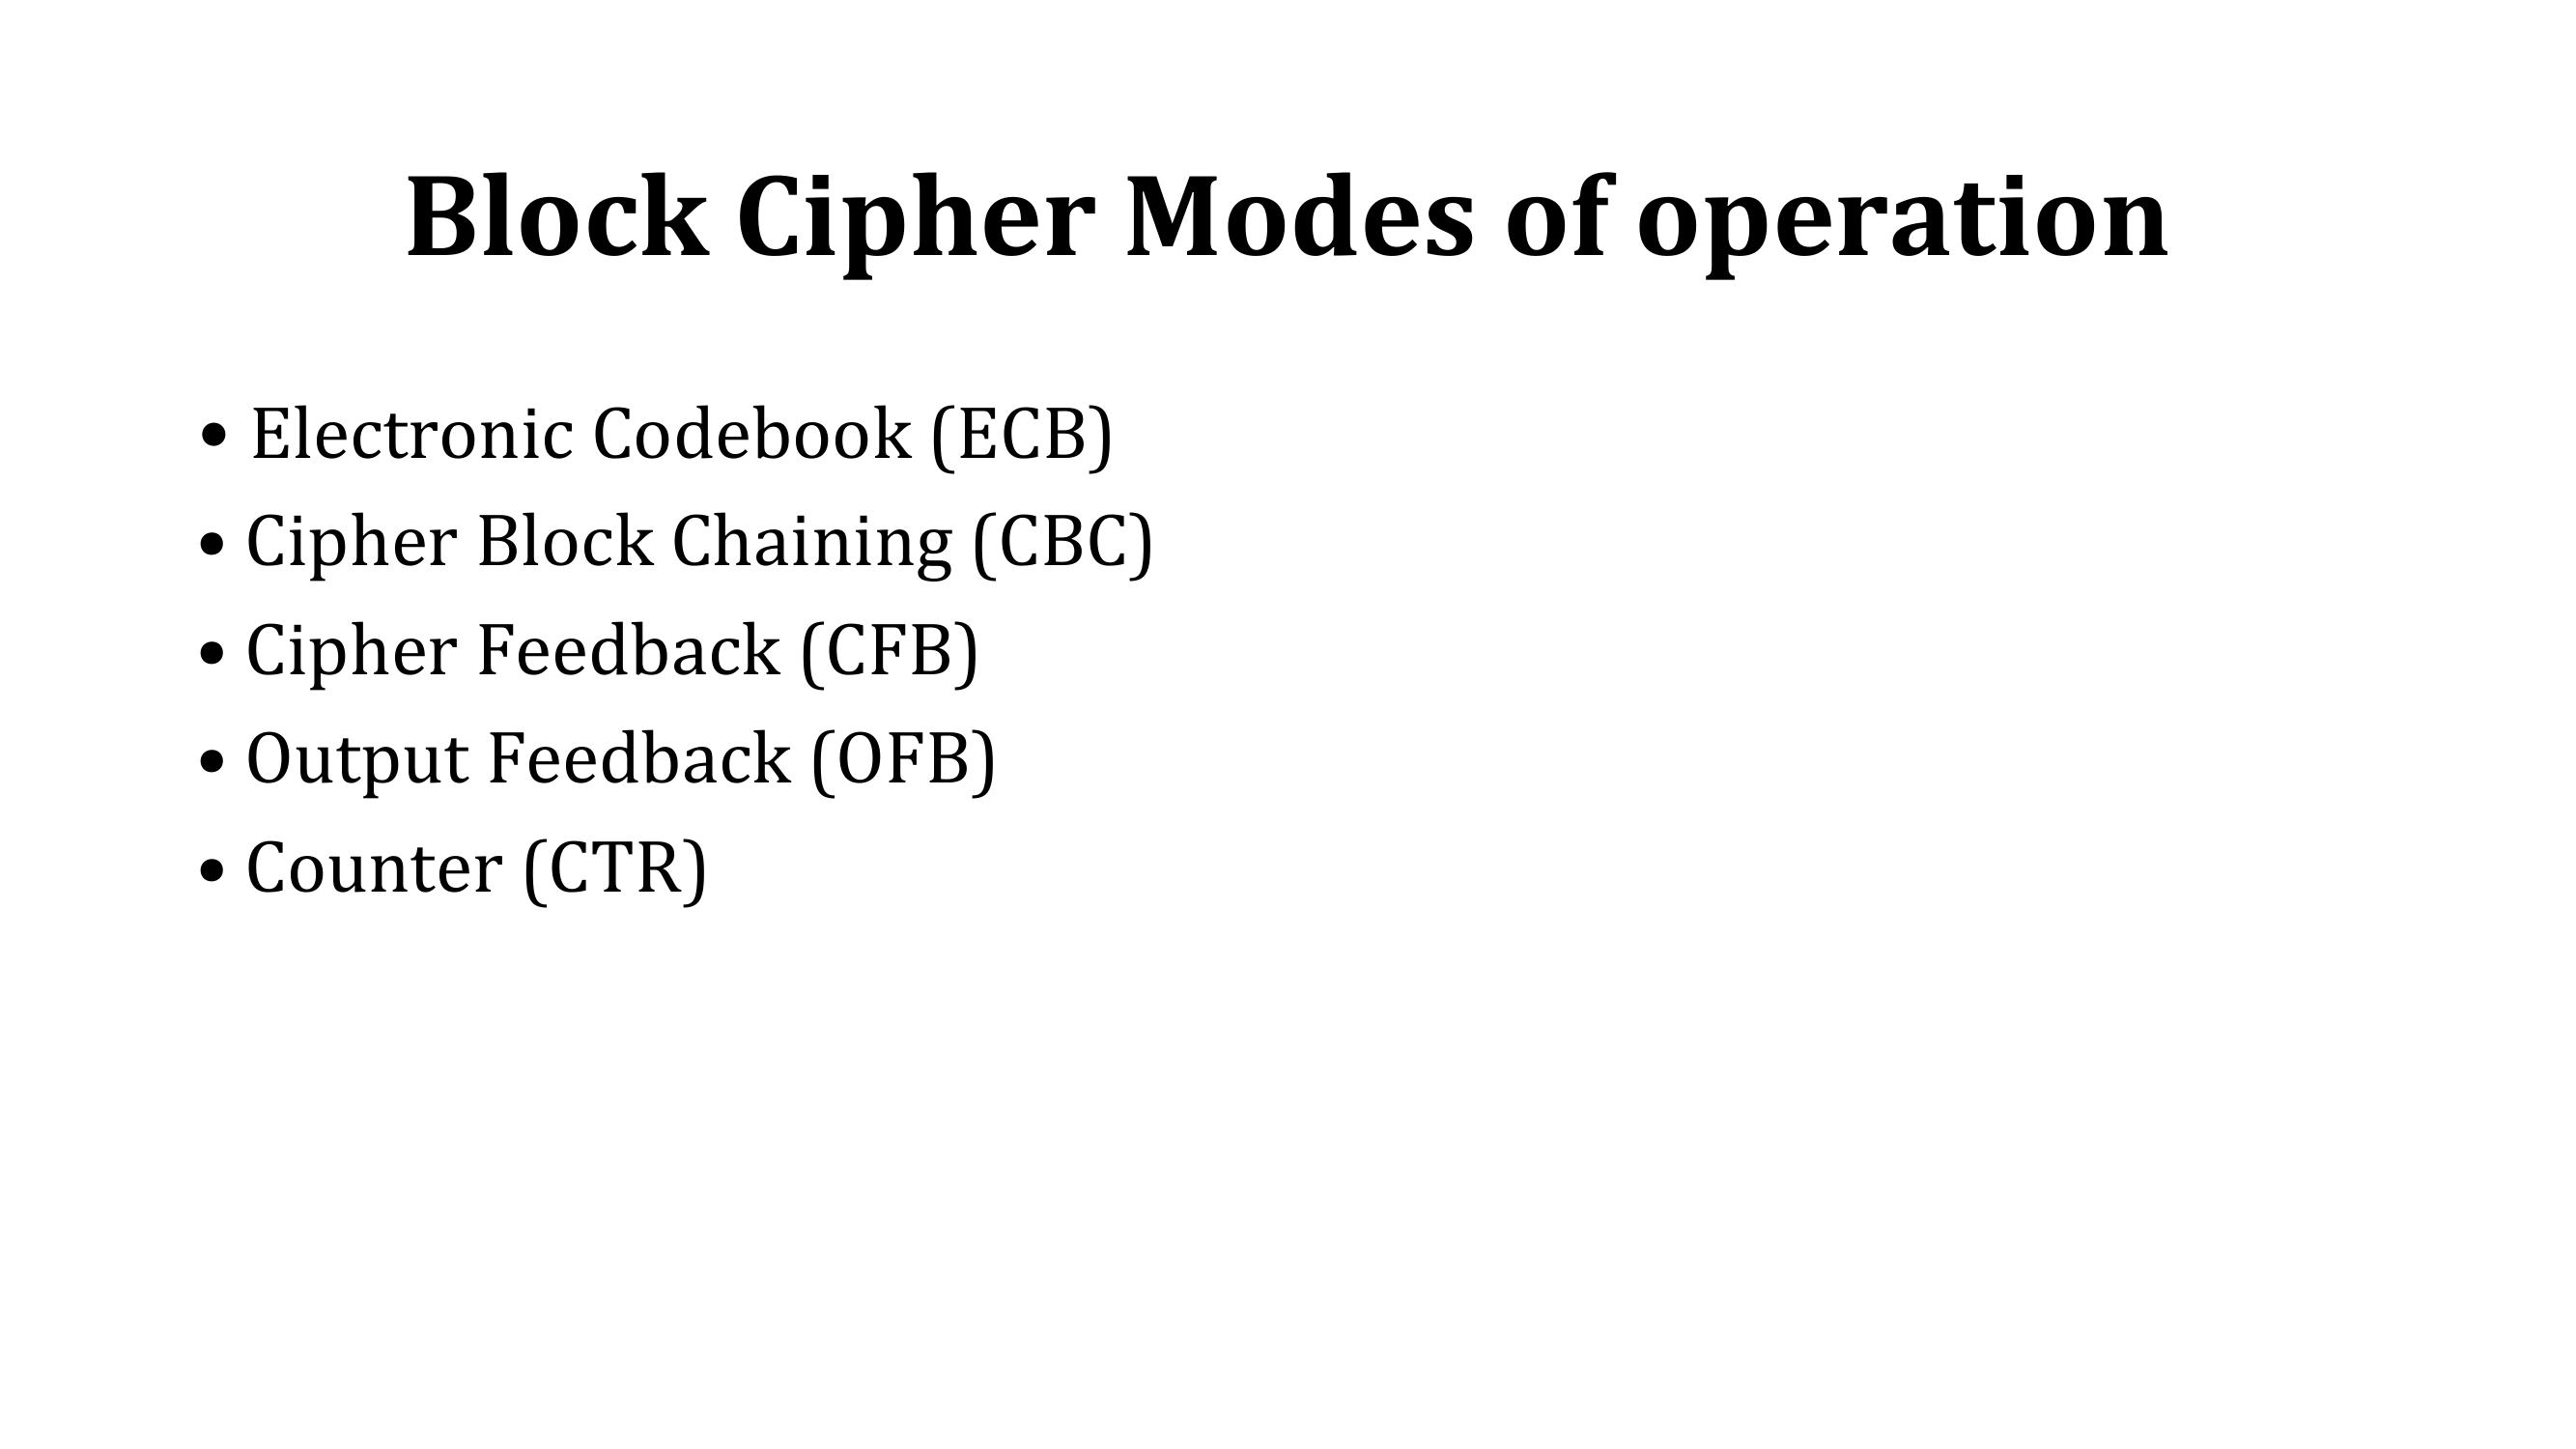 Block Cipher Modes of operation
• Electronic Codebook (ECB)
• Cipher Block Chaining (CBC)
• Cipher Feedback (CFB)
• Output Feedback (OFB)
• Counter (CTR)